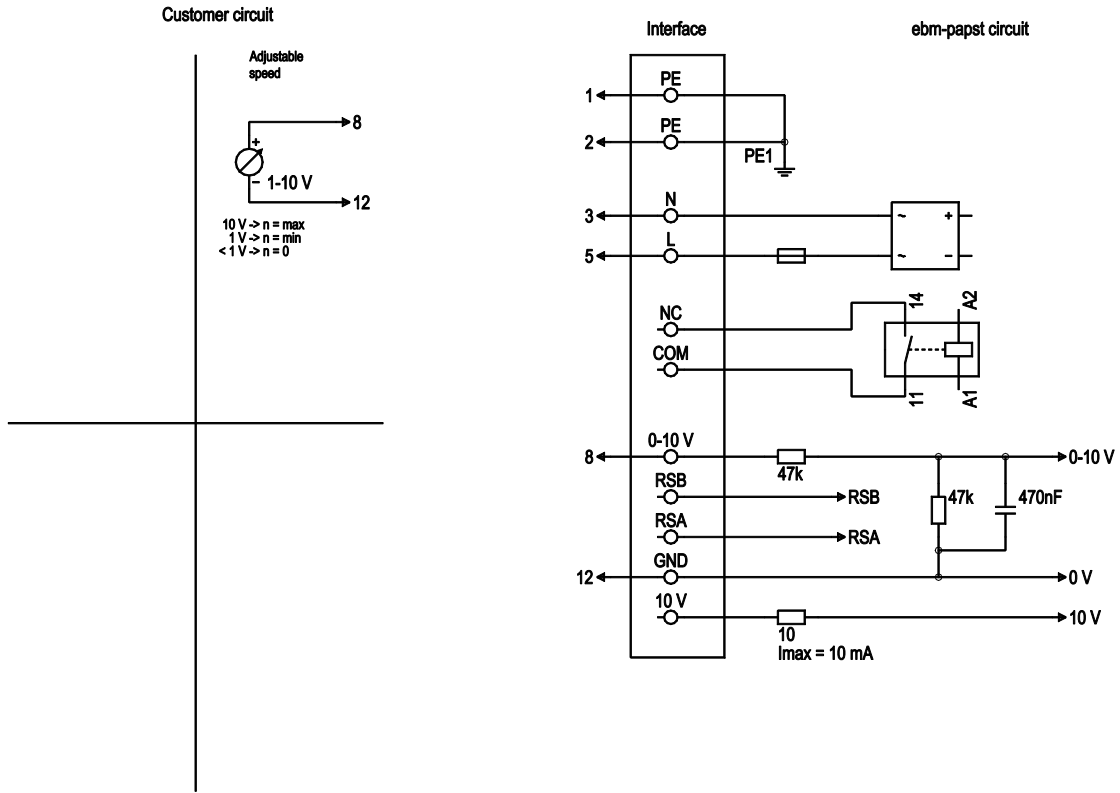 Customer circuit
Adjustable
speed
8
+
–
1-10 V
12
10 V -> n = max
1 V -> n = min
< 1 V -> n = 0
Interface
ebm-papst circuit
1
PE
2
PE
PE1
3
N
~
+
5
L
~
–
NC
14
A2
COM
11
A1
8
0-10 V
47k
0-10 V
RSB
RSB
47k
470nF
RSA
RSA
12
GND
0 V
10 V
10
10 V
Imax = 10 mA